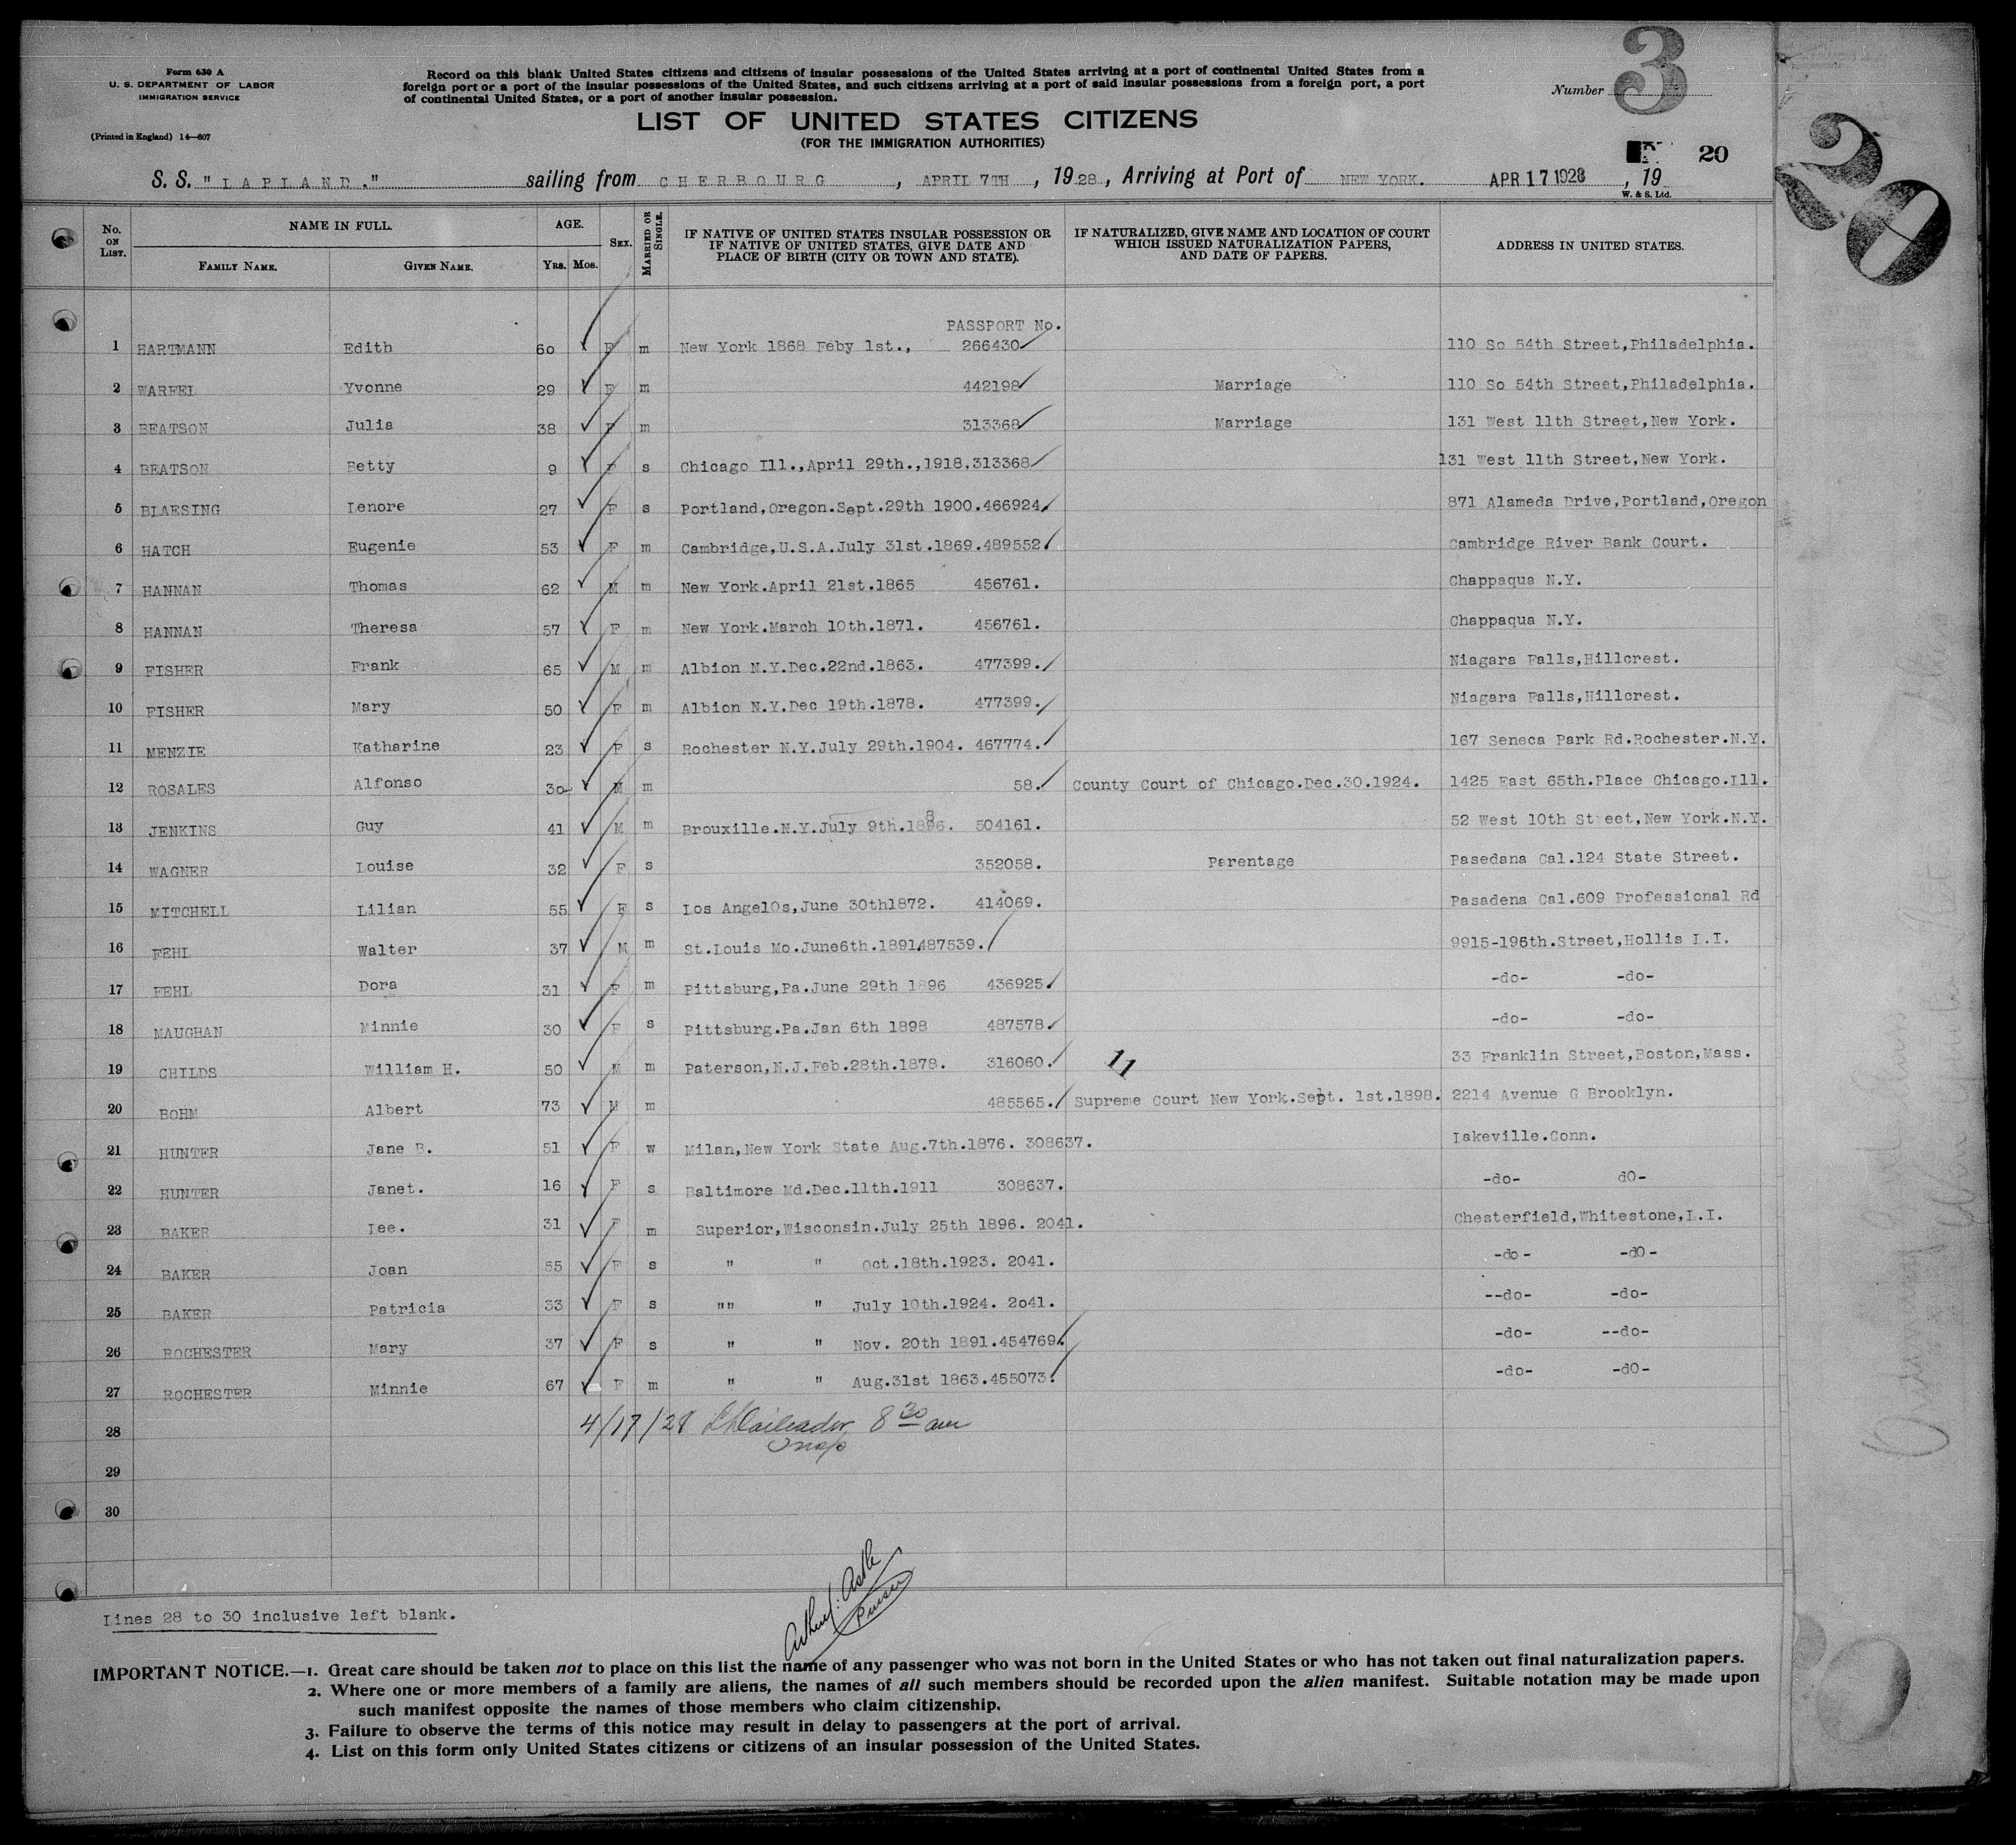 Form 630 A
U. S. DEPARTMENT OF LABOR
IMMIGRATION SERVICE
(Printed in England) 14—607
Record on this blank United States citizens and citizens of insular possessions of the United States arriving at a port of continental United States from a
foreign port or a port of the insular possessions of the United States, and such citizens arriving at a port of said insular possessions from a foreign port, a port
of continental United States, or a port of another insular possession.
Number 3
LIST OF UNITED STATES CITIZENS
(FOR THE IMMIGRATION AUTHORITIES)
20
20
S. S. "LAPLAND." sailing from CHERBOURG, APRIL 7TH, 1928, Arriving at Port of NEW YORK. APR 17 1928, 19
W. & S. Ltd.
No. ON LIST. NAME IN FULL. FAMILY NAME. GIVEN NAME. AGE. YRS. MOS. SEX. MARRIED OR SINGLE. IF NATIVE OF UNITED STATES INSULAR POSSESSION OR IF NATIVE OF UNITED STATES, GIVE DATE AND PLACE OF BIRTH (CITY OR TOWN AND STATE). IF NATURALIZED, GIVE NAME AND LOCATION OF COURT WHICH ISSUED NATURALIZATION PAPERS, AND DATE OF PAPERS. ADDRESS IN UNITED STATES.
PASSPORT No.
1 HARTMANN Edith 60 F m New York 1868 Feby 1st., 266430 110 So 54th Street,Philadelphia.
2 WARFEL Yvonne 29 F m 442198 Marriage 110 So 54th Street,Philadelphia.
3 BEATSON Julia 38 F m 313368 Marriage 131 West 11th Street,New York.
4 BEATSON Betty 9 F s Chicago Ill.,April 29th.,1918.313368 131 West 11th Street,New York.
5 BLAESING Lenore 27 F s Portland,Oregon.Sept.29th 1900.466924. 871 Alameda Drive,Portland,Oregon
6 HATCH Eugenie 53 F m Cambridge,U.S.A.July 31st.1869.489552. Cambridge River Bank Court.
7 HANNAN Thomas 62 M m New York.April 21st.1865 456761. Chappaqua N.Y.
8 HANNAN Theresa 57 F m New York.March 10th.1871. 456761. Chappaqua N.Y.
9 FISHER Frank 65 M m Albion N.Y.Dec.22nd.1863. 477399. Niagara Falls,Hillcrest.
10 FISHER Mary 50 F m Albion N.Y.Dec 19th.1878. 477399. Niagara Falls,Hillcrest.
11 MENZIE Katharine 23 F s Rochester N.Y.July 29th.1904. 467774. 167 Seneca Park Rd.Rochester.N.Y.
12 ROSALES Alfonso 30 M m 58. County Court of Chicago.Dec.30.1924. 1425 East 65th.Place Chicago.Ill.
13 JENKINS Guy 41 M m Brouxille.N.Y.July 9th.1886. 504161. 52 West 10th Street,New York.N.Y.
14 WAGNER Louise 32 F s 352058. Parentage Pasedana Cal.124 State Street.
15 MITCHELL Lilian 55 F s Los AngelOs,June 30th1872. 414069. Pasadena Cal.609 Professional Rd
16 FEHL Walter 37 M m St.Louis Mo.June6th.1891.487539. 9915-196th.Street,Hollis L.I.
17 FEHL Dora 31 F m Pittsburg,Pa.June 29th 1896 436925. -do- -do-
18 MAUGHAN Minnie 30 F s Pittsburg.Pa.Jan 6th 1898 487578. -do- -do-
19 CHILDS William H. 50 M m Paterson,N.J.Feb.28th.1878. 316060. 11 33 Franklin Street,Boston,Mass.
20 BOHM Albert 73 M m 485565. Supreme Court New York.Sept. 1st.1898. 2214 Avenue G Brooklyn.
21 HUNTER Jane B. 51 F w Milan,New York State Aug.7th.1876. 308637. Lakeville.Conn.
22 HUNTER Janet. 16 F s Baltimore Md.Dec.11th.1911 308637. -do- dO-
23 BAKER Lee. 31 F m Superior,Wisconsin.July 25th 1896. 2041. Chesterfield,Whitestone,L.I.
24 BAKER Joan 55 F s " " Oct.18th.1923. 2041. -do- -dO-
25 BAKER Patricia 33 F s "" " July 10th.1924. 2o41. --do- -do-
26 ROCHESTER Mary 37 F s " " Nov. 20th 1891.454769. -do- --do-
27 ROCHESTER Minnie 67 F m " " Aug.31st 1863.455073. -do- -dO-
28 4/17/28 8 30 am
29
30
Purser
Lines 28 to 30 inclusive left blank.
IMPORTANT NOTICE.—1. Great care should be taken not to place on this list the name of any passenger who was not born in the United States or who has not taken out final naturalization papers.
2. Where one or more members of a family are aliens, the names of all such members should be recorded upon the alien manifest. Suitable notation may be made upon
such manifest opposite the names of those members who claim citizenship.
3. Failure to observe the terms of this notice may result in delay to passengers at the port of arrival.
4. List on this form only United States citizens or citizens of an insular possession of the United States.